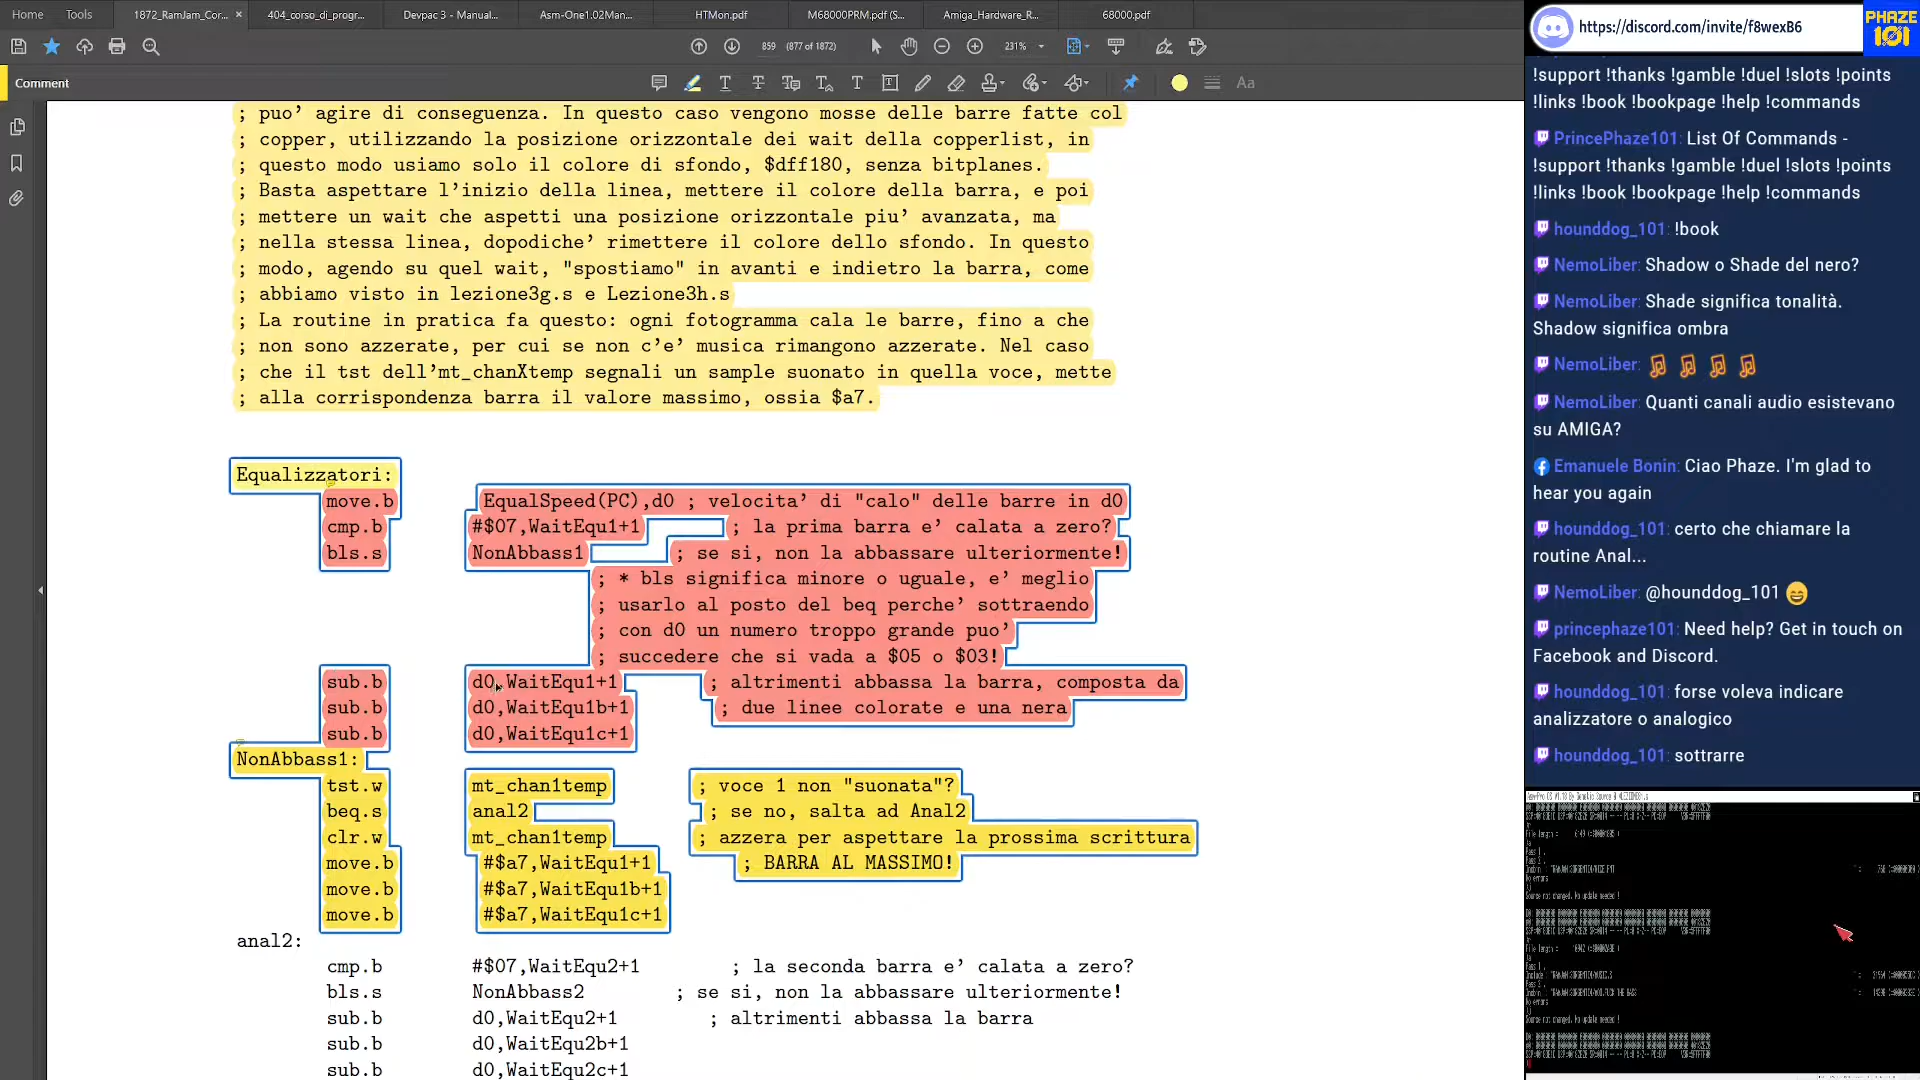 Home
Tools
1872_RamJam_Cor...
×
404_corso_di_progr...
Devpac 3 - Manual...
Asm-One1.02Man...
HTMon.pdf
M68000PRM.pdf (S...
Amiga_Hardware_R...
68000.pdf
859
(877 of 1872)
231%
Comment
Aa
; puo' agire di conseguenza. In questo caso vengono mosse delle barre fatte col
; copper, utilizzando la posizione orizzontale dei wait della copperlist, in
; questo modo usiamo solo il colore di sfondo, $dff180, senza bitplanes.
; Basta aspettare l'inizio della linea, mettere il colore della barra, e poi
; mettere un wait che aspetti una posizione orizzontale piu' avanzata, ma
; nella stessa linea, dopodiche' rimettere il colore dello sfondo. In questo
; modo, agendo su quel wait, "spostiamo" in avanti e indietro la barra, come
; abbiamo visto in lezione3g.s e Lezione3h.s
; La routine in pratica fa questo: ogni fotogramma cala le barre, fino a che
; non sono azzerate, per cui se non c'e' musica rimangono azzerate. Nel caso
; che il tst dell'mt_chanXtemp segnali un sample suonato in quella voce, mette
; alla corrispondenza barra il valore massimo, ossia $a7.
Equalizzatori:
move.b EqualSpeed(PC),d0 ; velocita' di "calo" delle barre in d0
cmp.b #$07,WaitEqu1+1 ; la prima barra e' calata a zero?
bls.s NonAbbass1 ; se si, non la abbassare ulteriormente!
; * bls significa minore o uguale, e' meglio
; usarlo al posto del beq perche' sottraendo
; con d0 un numero troppo grande puo'
; succedere che si vada a $05 o $03!
sub.b d0,WaitEqu1+1 ; altrimenti abbassa la barra, composta da
sub.b d0,WaitEqu1b+1 ; due linee colorate e una nera
sub.b d0,WaitEqu1c+1
NonAbbass1:
tst.w mt_chan1temp ; voce 1 non "suonata"?
beq.s anal2 ; se no, salta ad Anal2
clr.w mt_chan1temp ; azzera per aspettare la prossima scrittura
move.b #$a7,WaitEqu1+1 ; BARRA AL MASSIMO!
move.b #$a7,WaitEqu1b+1
move.b #$a7,WaitEqu1c+1
anal2:
cmp.b #$07,WaitEqu2+1 ; la seconda barra e' calata a zero?
bls.s NonAbbass2 ; se si, non la abbassare ulteriormente!
sub.b d0,WaitEqu2+1 ; altrimenti abbassa la barra
sub.b d0,WaitEqu2b+1
sub.b d0,WaitEqu2c+1
https://discord.com/invite/f8wexB6
PHAZE
101
!support !thanks !gamble !duel !slots !points
!links !book !bookpage !help !commands
PrincePhaze101: List Of Commands -
!support !thanks !gamble !duel !slots !points
!links !book !bookpage !help !commands
hounddog_101: !book
NemoLiber: Shadow o Shade del nero?
NemoLiber: Shade significa tonalità.
Shadow significa ombra
NemoLiber:
NemoLiber: Quanti canali audio esistevano
su AMIGA?
Emanuele Bonin: Ciao Phaze. I'm glad to
hear you again
hounddog_101: certo che chiamare la
routine Anal...
NemoLiber: @hounddog_101
princephaze101: Need help? Get in touch on
Facebook and Discord.
hounddog_101: forse voleva indicare
analizzatore o analogico
hounddog_101: sottrarre